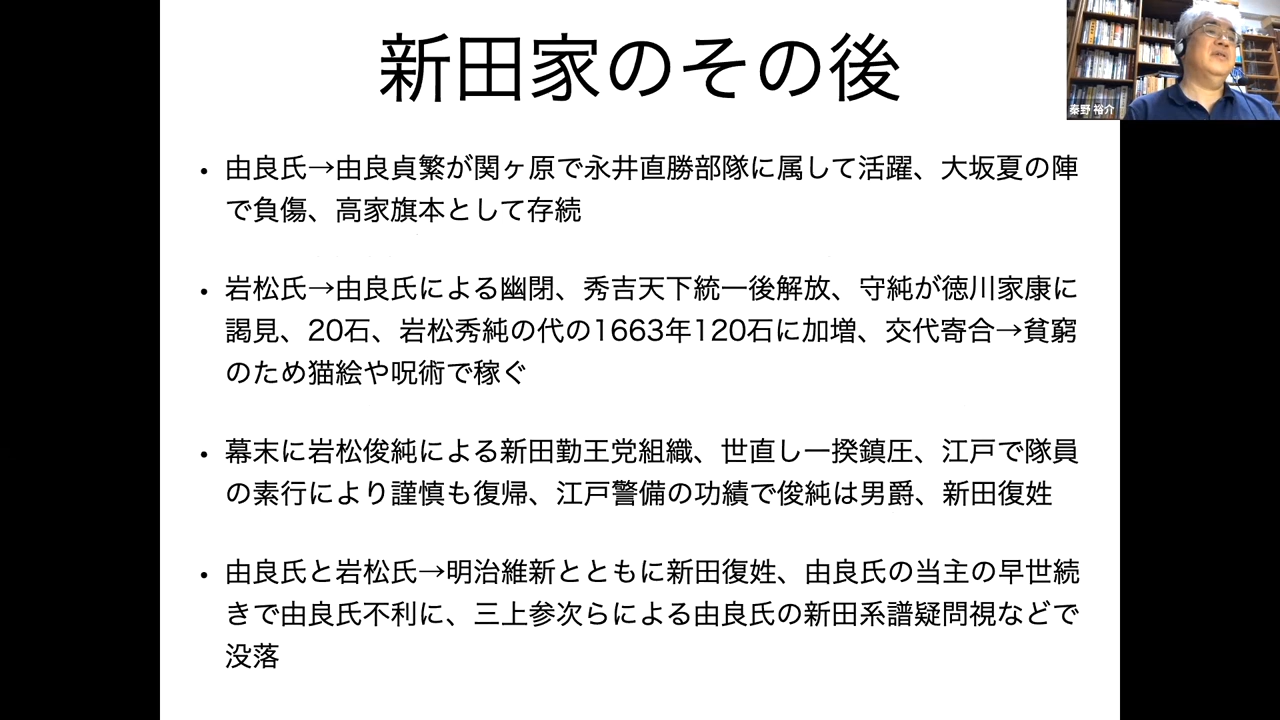 新田家のその後
秦野 裕介
• 由良氏→由良貞繁が関ヶ原で永井直勝部隊に属して活躍、大坂夏の陣
で負傷、高家旗本として存続
• 岩松氏→由良氏による幽閉、秀吉天下統一後解放、守純が徳川家康に
謁見、20石、岩松秀純の代の1663年120石に加増、交代寄合→貧窮
のため猫絵や呪術で稼ぐ
• 幕末に岩松俊純による新田勤王党組織、世直し一揆鎮圧、江戸で隊員
の素行により謹慎も復帰、江戸警備の功績で俊純は男爵、新田復姓
• 由良氏と岩松氏→明治維新とともに新田復姓、由良氏の当主の早世続
きで由良氏不利に、三上参次らによる由良氏の新田系譜疑問視などで
没落